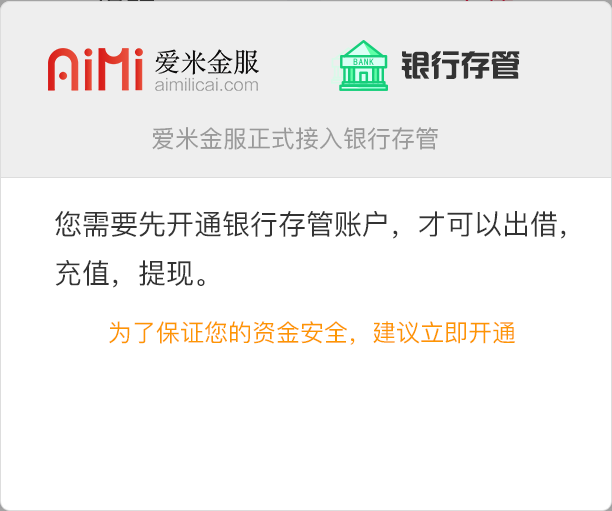 AiMi 爱米金服
aimilicai.com
BANK
银行存管
爱米金服正式接入银行存管
您需要先开通银行存管账户，才可以出借，
充值，提现。
为了保证您的资金安全，建议立即开通